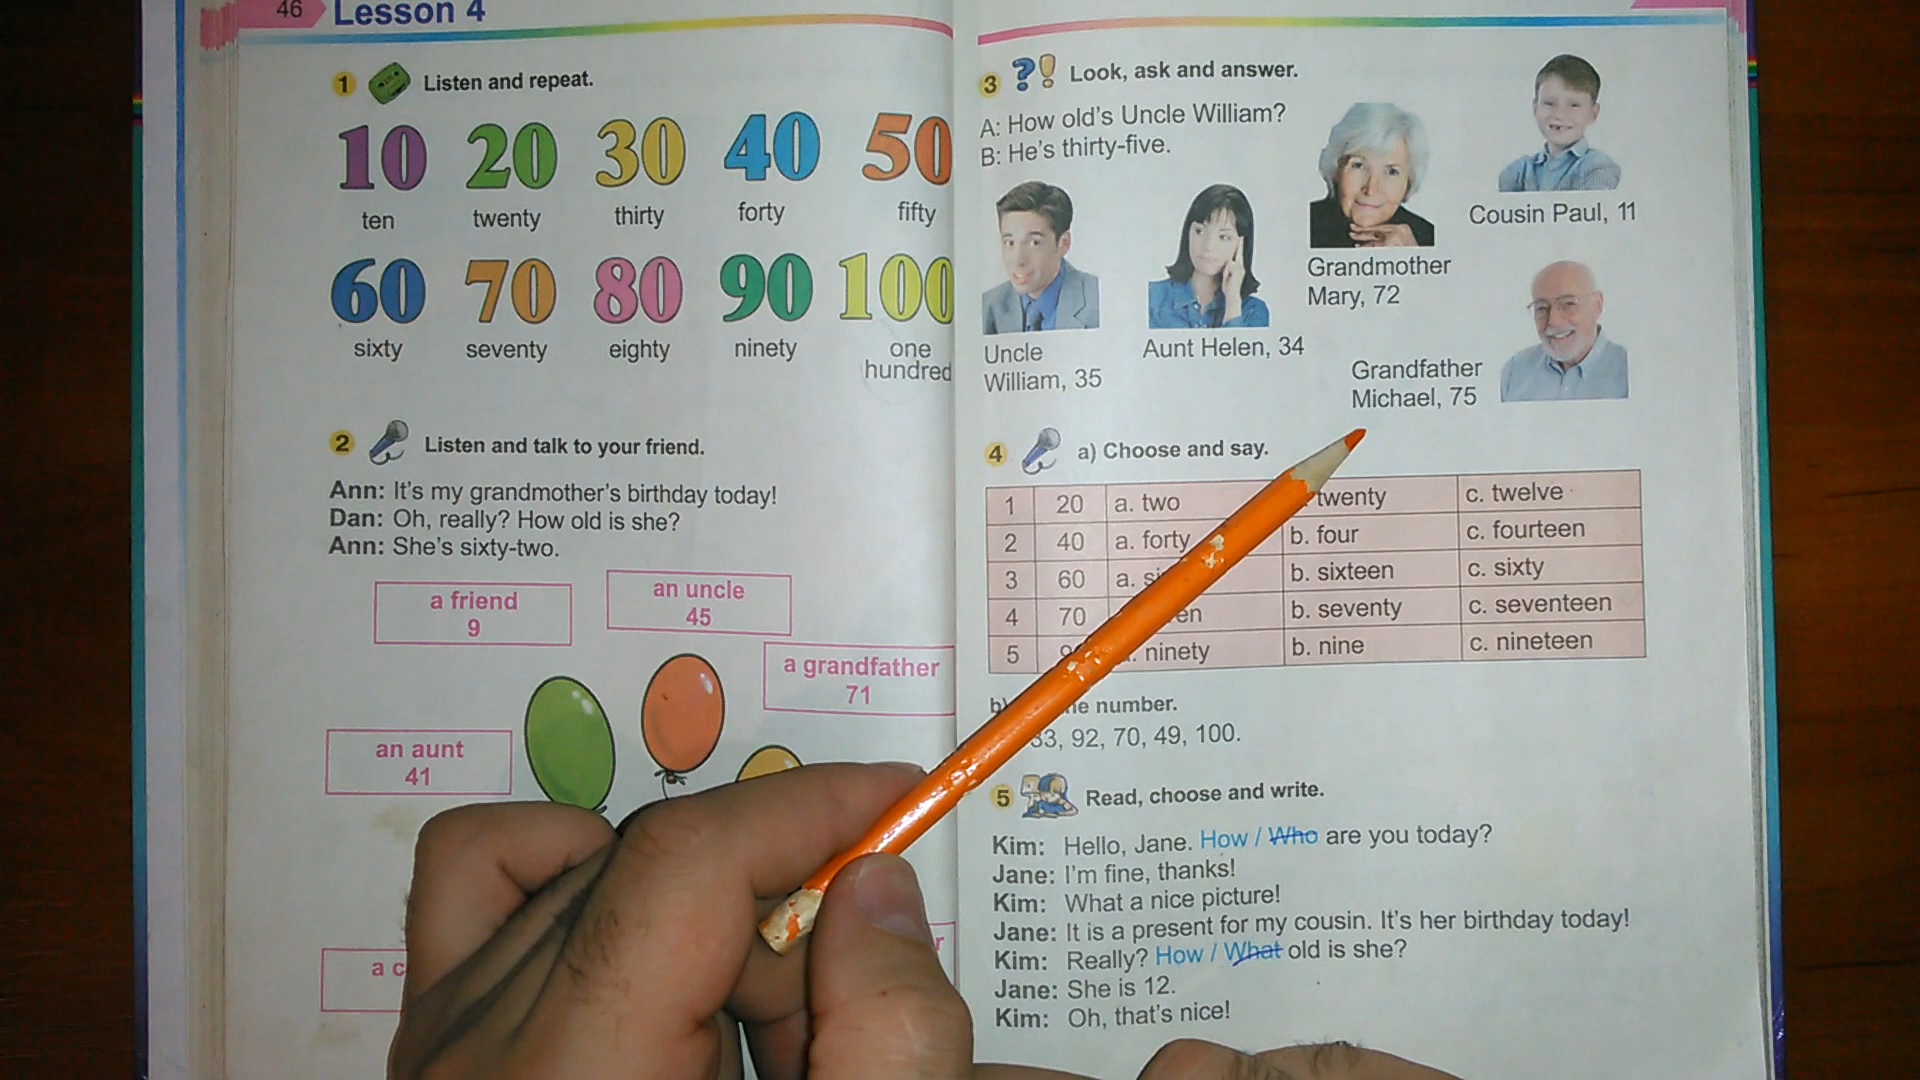 46 Lesson 4
1 Listen and repeat.
10 20 30 40 50
ten twenty thirty forty fifty
60 70 80 90 100
sixty seventy eighty ninety one
hundred
2 Listen and talk to your friend.
Ann: It's my grandmother's birthday today!
Dan: Oh, really? How old is she?
Ann: She's sixty-two.
a friend
9
an uncle
45
a grandfather
71
an aunt
41
3 ?! Look, ask and answer.
A: How old's Uncle William?
B: He's thirty-five.
Cousin Paul, 11
Grandmother
Mary, 72
Uncle
William, 35
Aunt Helen, 34
Grandfather
Michael, 75
4 a) Choose and say.
1 20 a. two twenty c. twelve
2 40 a. forty b. four c. fourteen
3 60 a. b. sixteen c. sixty
4 70 b. seventy c. seventeen
5 ninety b. nine c. nineteen
b) number.
92, 70, 49, 100.
5 Read, choose and write.
Kim: Hello, Jane. How / Who are you today?
Jane: I'm fine, thanks!
Kim: What a nice picture!
Jane: It is a present for my cousin. It's her birthday today!
Kim: Really? How / What old is she?
Jane: She is 12.
Kim: Oh, that's nice!